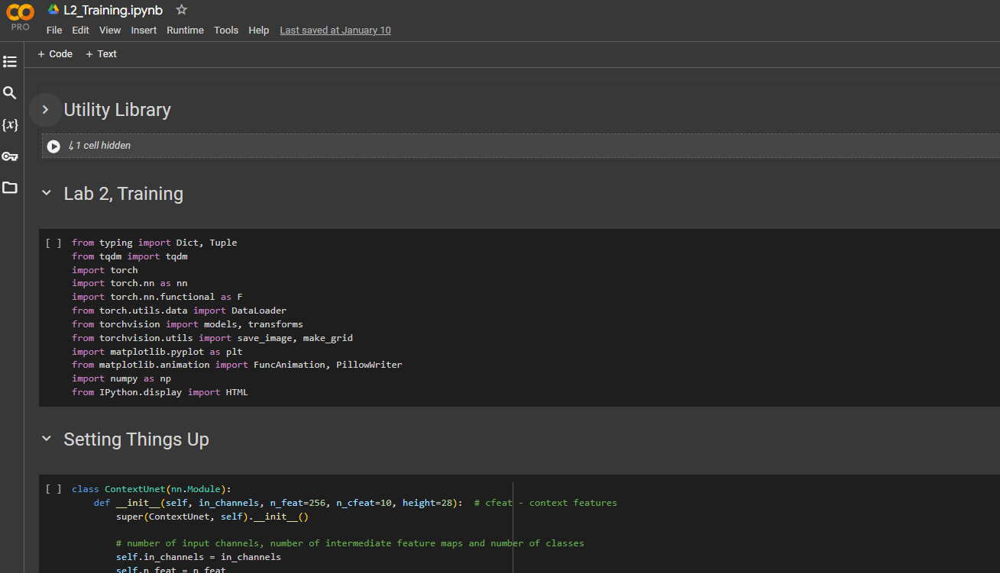 CO
PRO
L2_Training.ipynb
File Edit View Insert Runtime Tools Help Last saved at January 10
+ Code + Text
{x}
Utility Library
1 cell hidden
Lab 2, Training
[ ] from typing import Dict, Tuple
from tqdm import tqdm
import torch
import torch.nn as nn
import torch.nn.functional as F
from torch.utils.data import DataLoader
from torchvision import models, transforms
from torchvision.utils import save_image, make_grid
import matplotlib.pyplot as plt
from matplotlib.animation import FuncAnimation, PillowWriter
import numpy as np
from IPython.display import HTML
Setting Things Up
[ ] class ContextUnet(nn.Module):
def __init__(self, in_channels, n_feat=256, n_cfeat=10, height=28): # cfeat - context features
super(ContextUnet, self).__init__()
# number of input channels, number of intermediate feature maps and number of classes
self.in_channels = in_channels
self.n_feat = n_feat